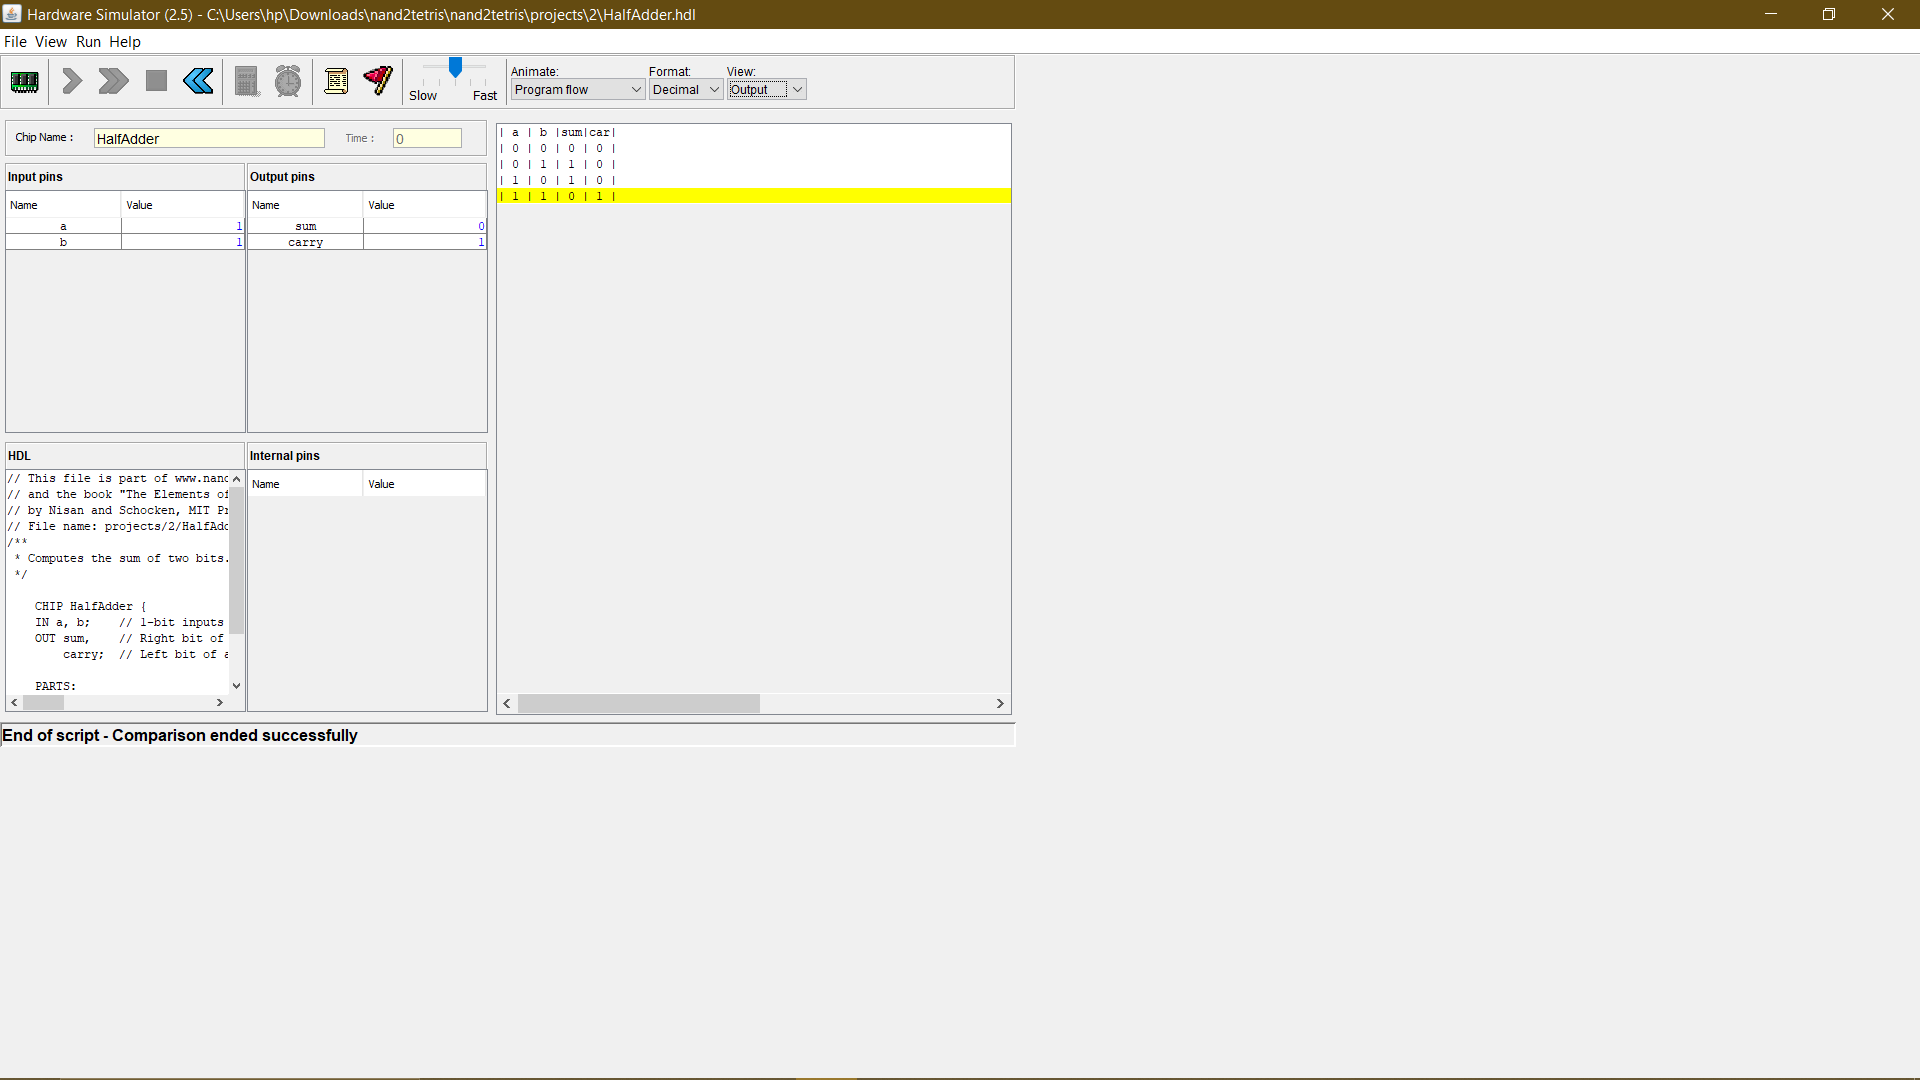 Hardware Simulator (2.5) - C:\Users\hp\Downloads\nand2tetris\nand2tetris\projects\2\HalfAdder.hdl
File View Run Help
Slow Fast
Animate: Format: View:
Program flow Decimal Output
Chip Name : HalfAdder Time : 0
Input pins
Name Value
a 1
b 1
Output pins
Name Value
sum 0
carry 1
| a | b |sum|car|
| 0 | 0 | 0 | 0 |
| 0 | 1 | 1 | 0 |
| 1 | 0 | 1 | 0 |
| 1 | 1 | 0 | 1 |
HDL
// This file is part of www.nand
// and the book "The Elements of
// by Nisan and Schocken, MIT Pr
// File name: projects/2/HalfAdd
/**
* Computes the sum of two bits.
*/
CHIP HalfAdder {
IN a, b; // 1-bit inputs
OUT sum, // Right bit of
carry; // Left bit of a
PARTS:
Internal pins
Name Value
End of script - Comparison ended successfully